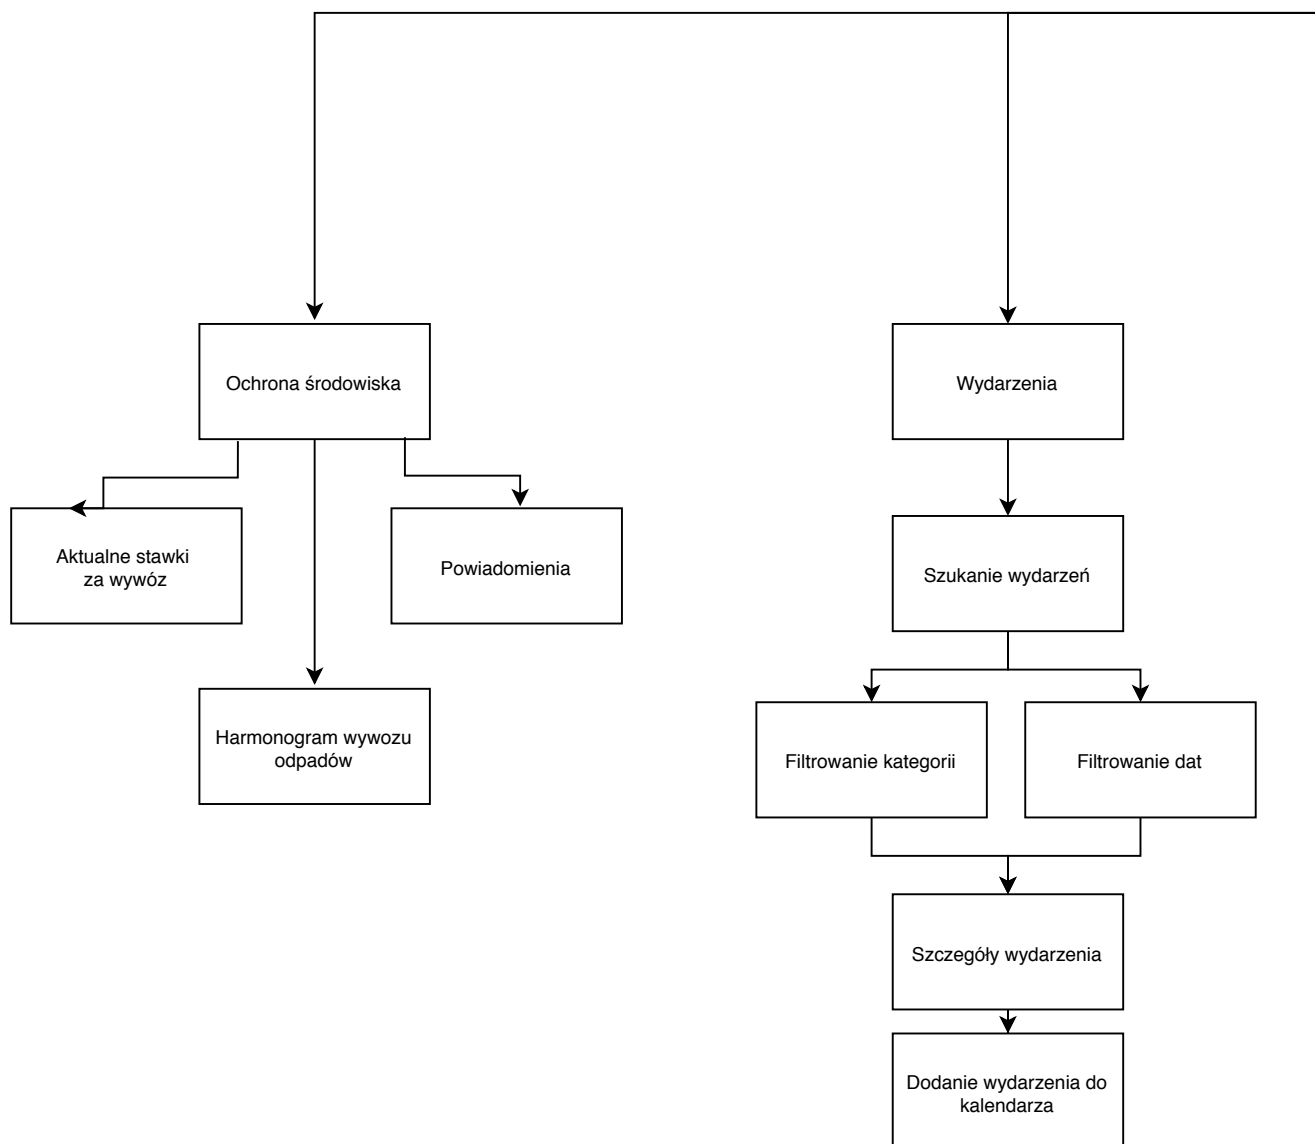 Ochrona środowiska
Wydarzenia
Aktualne stawki
za wywóz
Powiadomienia
Szukanie wydarzeń
Harmonogram wywozu
odpadów
Filtrowanie kategorii
Filtrowanie dat
Szczegóły wydarzenia
Dodanie wydarzenia do
kalendarza